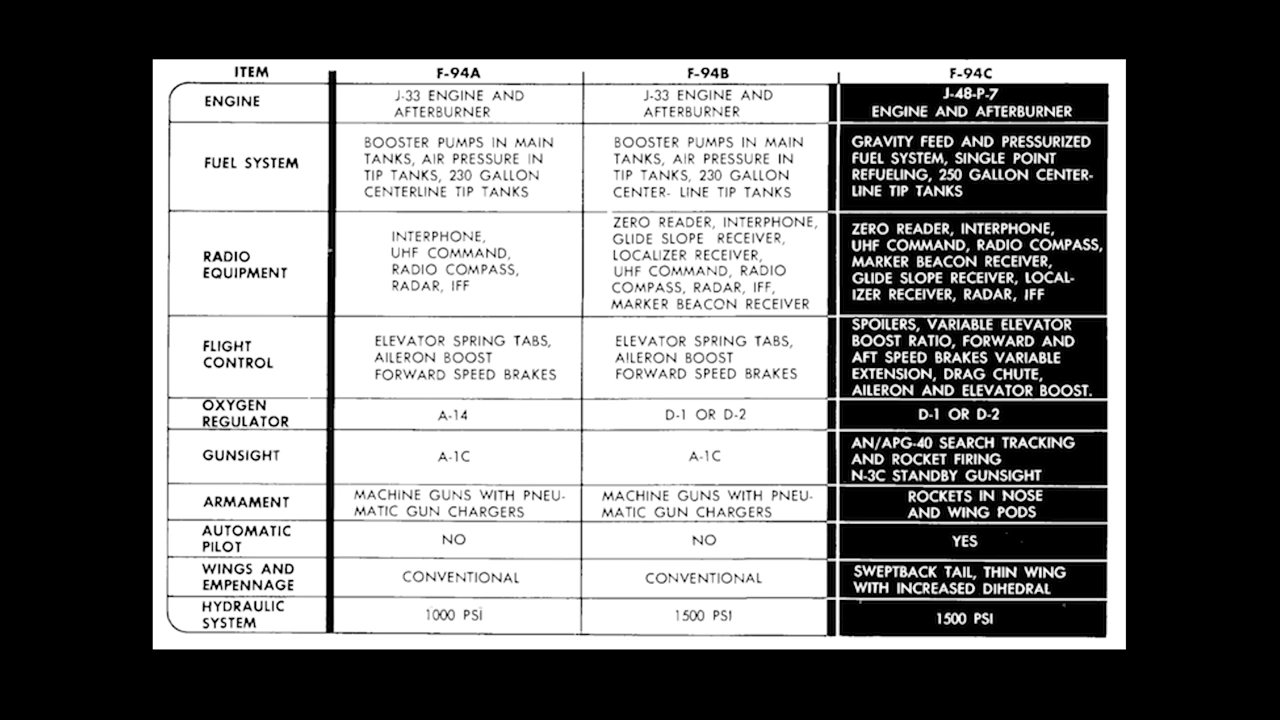 ITEM F-94A F-94B F-94C
ENGINE
J-33 ENGINE AND
AFTERBURNER
J-33 ENGINE AND
AFTERBURNER
J-48-P-7
ENGINE AND AFTERBURNER
FUEL SYSTEM
BOOSTER PUMPS IN MAIN
TANKS, AIR PRESSURE IN
TIP TANKS, 230 GALLON
CENTERLINE TIP TANKS
BOOSTER PUMPS IN MAIN
TANKS, AIR PRESSURE IN
TIP TANKS, 230 GALLON
CENTER- LINE TIP TANKS
GRAVITY FEED AND PRESSURIZED
FUEL SYSTEM, SINGLE POINT
REFUELING, 250 GALLON CENTER-
LINE TIP TANKS
RADIO
EQUIPMENT
INTERPHONE,
UHF COMMAND,
RADIO COMPASS,
RADAR, IFF
ZERO READER, INTERPHONE,
GLIDE SLOPE RECEIVER,
LOCALIZER RECEIVER,
UHF COMMAND, RADIO
COMPASS, RADAR, IFF,
MARKER BEACON RECEIVER
ZERO READER, INTERPHONE,
UHF COMMAND, RADIO COMPASS,
MARKER BEACON RECEIVER,
GLIDE SLOPE RECEIVER, LOCAL-
IZER RECEIVER, RADAR, IFF
FLIGHT
CONTROL
ELEVATOR SPRING TABS,
AILERON BOOST
FORWARD SPEED BRAKES
ELEVATOR SPRING TABS,
AILERON BOOST
FORWARD SPEED BRAKES
SPOILERS, VARIABLE ELEVATOR
BOOST RATIO, FORWARD AND
AFT SPEED BRAKES VARIABLE
EXTENSION, DRAG CHUTE,
AILERON AND ELEVATOR BOOST.
OXYGEN
REGULATOR
A-14
D-1 OR D-2
D-1 OR D-2
GUNSIGHT
A-1C
A-1C
AN/APG-40 SEARCH TRACKING
AND ROCKET FIRING
N-3C STANDBY GUNSIGHT
ARMAMENT
MACHINE GUNS WITH PNEU-
MATIC GUN CHARGERS
MACHINE GUNS WITH PNEU-
MATIC GUN CHARGERS
ROCKETS IN NOSE
AND WING PODS
AUTOMATIC
PILOT
NO
NO
YES
WINGS AND
EMPENNAGE
CONVENTIONAL
CONVENTIONAL
SWEPTBACK TAIL, THIN WING
WITH INCREASED DIHEDRAL
HYDRAULIC
SYSTEM
1000 PSI
1500 PSI
1500 PSI